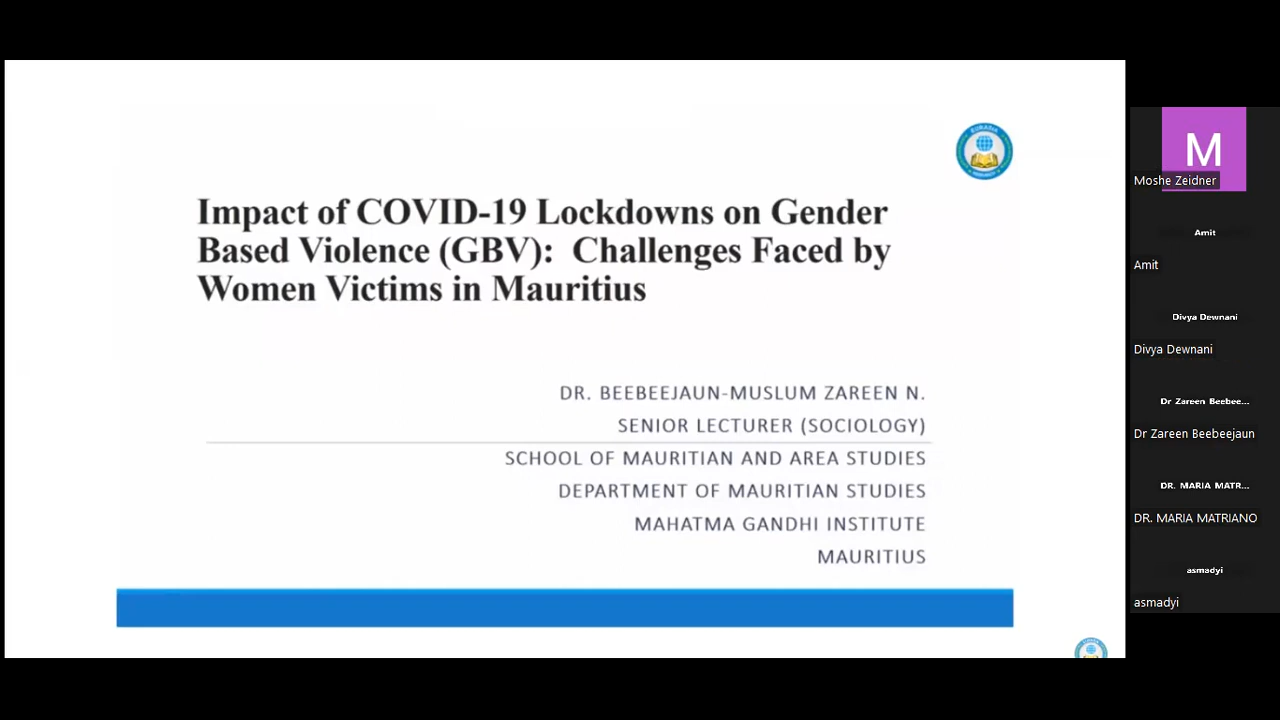 Impact of COVID-19 Lockdowns on Gender
Based Violence (GBV): Challenges Faced by
Women Victims in Mauritius
DR. BEEBEEJAUN-MUSLUM ZAREEN N.
SENIOR LECTURER (SOCIOLOGY)
SCHOOL OF MAURITIAN AND AREA STUDIES
DEPARTMENT OF MAURITIAN STUDIES
MAHATMA GANDHI INSTITUTE
MAURITIUS
M
Moshe Zeidner
Amit
Amit
Divya Dewnani
Divya Dewnani
Dr Zareen Beebee...
Dr Zareen Beebeejaun
DR. MARIA MATR...
DR. MARIA MATRIANO
asmadyi
asmadyi